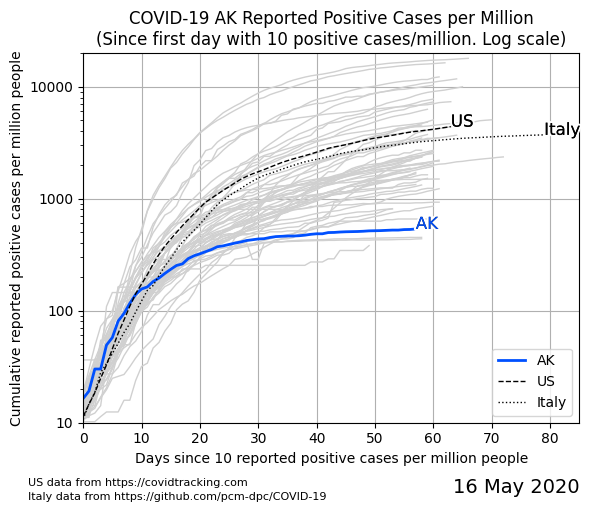 COVID-19 AK Reported Positive Cases per Million
(Since first day with 10 positive cases/million. Log scale)
Cumulative reported positive cases per million people
10000
1000
100
10
US
Italy
AK
AK
US
Italy
0 10 20 30 40 50 60 70 80
Days since 10 reported positive cases per million people
US data from https://covidtracking.com
Italy data from https://github.com/pcm-dpc/COVID-19
16 May 2020